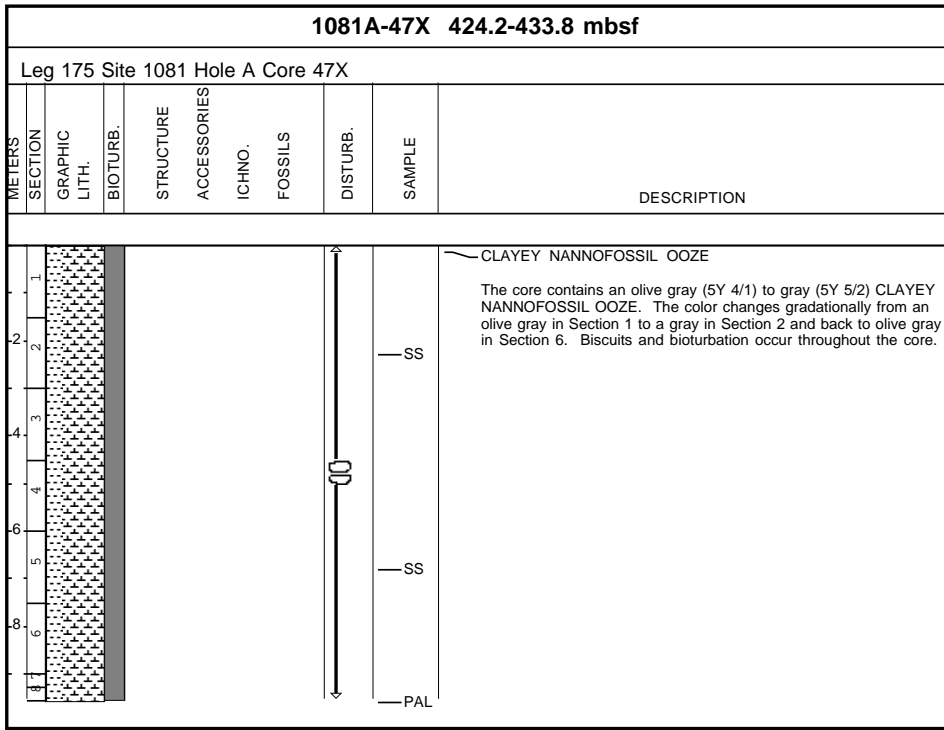 1081A-47X 424.2-433.8 mbsf
Leg 175 Site 1081 Hole A Core 47X
METERS
SECTION
GRAPHIC
LITH.
BIOTURB.
STRUCTURE
ACCESSORIES
ICHNO.
FOSSILS
DISTURB.
SAMPLE
DESCRIPTION
1
2
2
3
4
4
6
5
8
6
7
8
SS
SS
PAL
CLAYEY NANNOFOSSIL OOZE
The core contains an olive gray (5Y 4/1) to gray (5Y 5/2) CLAYEY
NANNOFOSSIL OOZE. The color changes gradationally from an
olive gray in Section 1 to a gray in Section 2 and back to olive gray
in Section 6. Biscuits and bioturbation occur throughout the core.